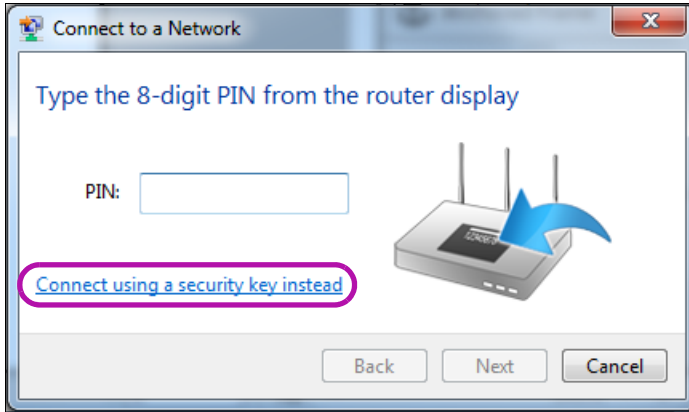 Connect to a Network
Type the 8-digit PIN from the router display
PIN:
12345678
Connect using a security key instead
Back Next Cancel